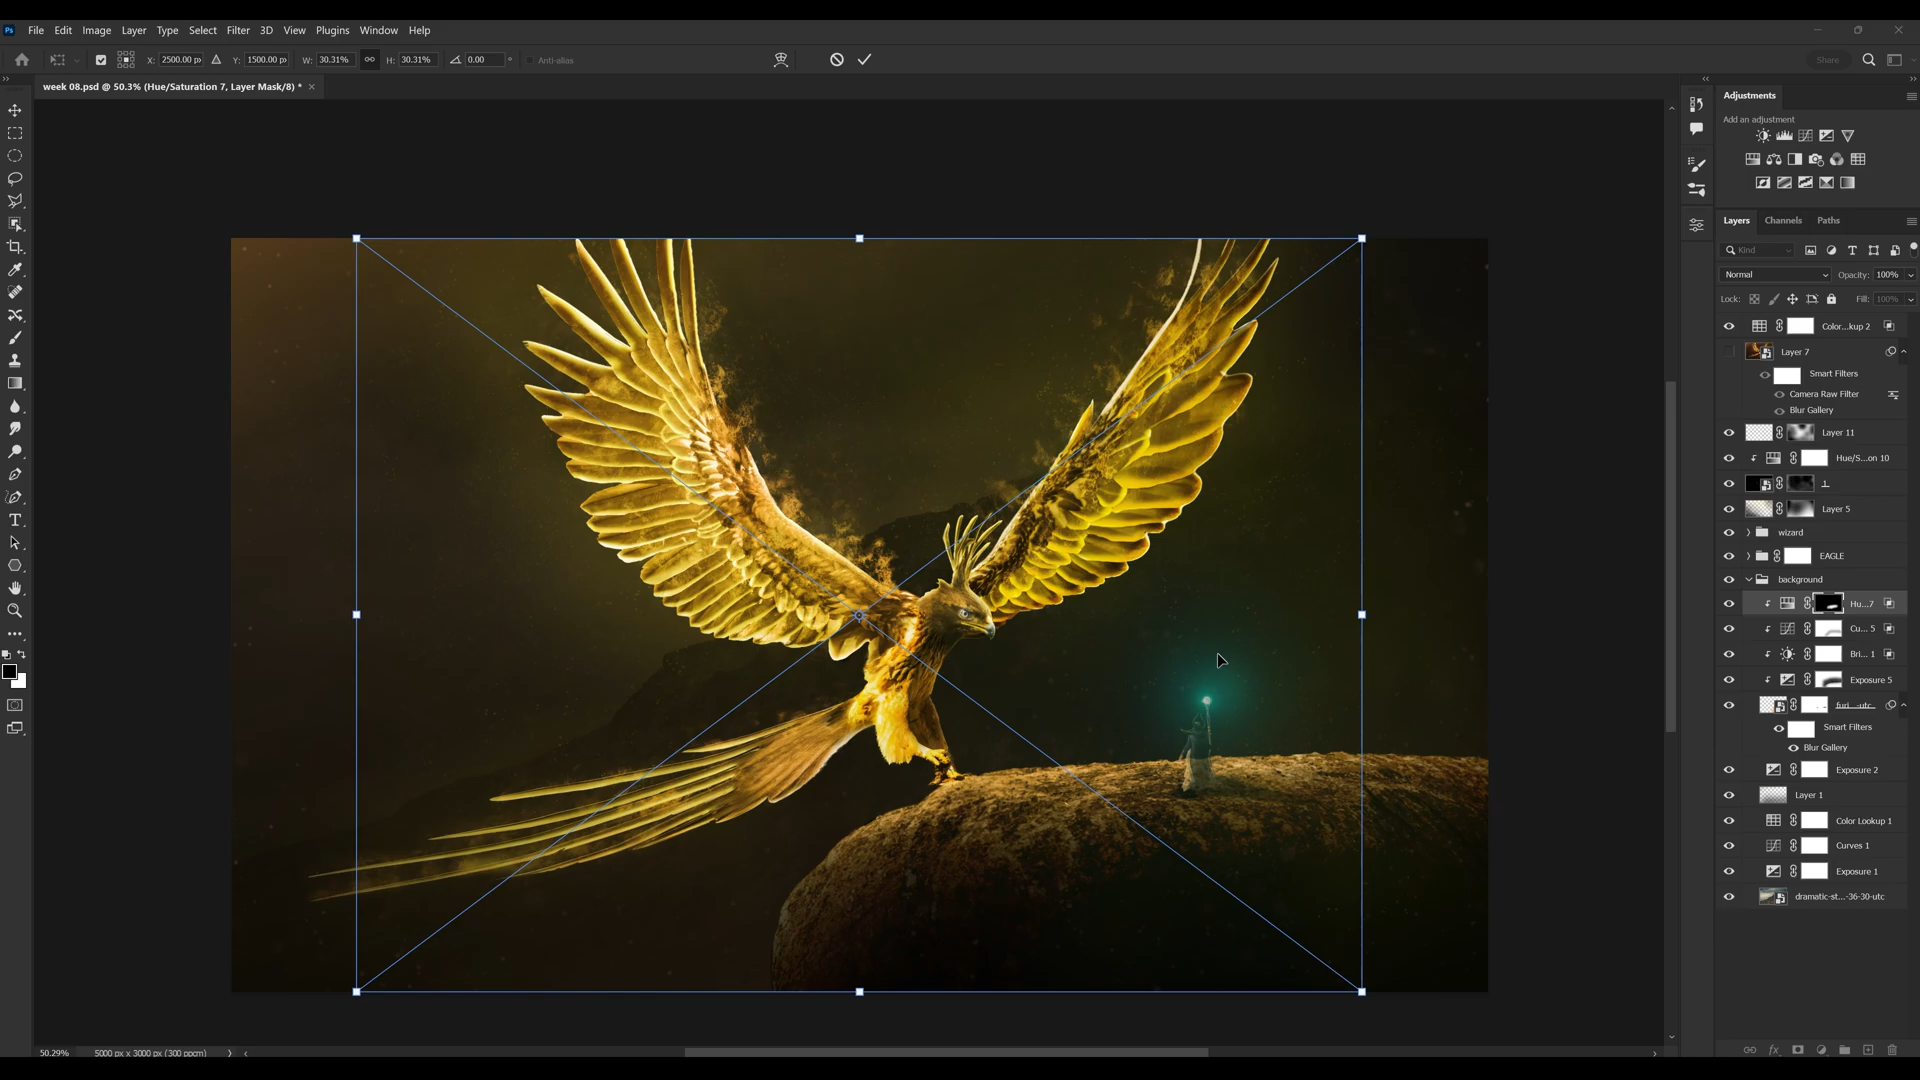 Ps File Edit Image Layer Type Select Filter 3D View Plugins Window Help
X: 2500.00 px Y: 1500.00 px W: 30.31% H: 30.31% 0.00 ° Anti-alias Share
week 08.psd @ 50.3% (Hue/Saturation 7, Layer Mask/8) *
Adjustments
Add an adjustment
Layers Channels Paths
Kind
Normal Opacity: 100%
Lock: Fill: 100%
Color...kup 2
Layer 7
Smart Filters
Camera Raw Filter
Blur Gallery
Layer 11
Hue/S...on 10
Layer 5
wizard
EAGLE
background
Hu...7
Cu... 5
Bri... 1
Exposure 5
furi...-utc
Smart Filters
Blur Gallery
Exposure 2
Layer 1
Color Lookup 1
Curves 1
Exposure 1
dramatic-st...-36-30-utc
50.29% 5000 px x 3000 px (300 ppcm)